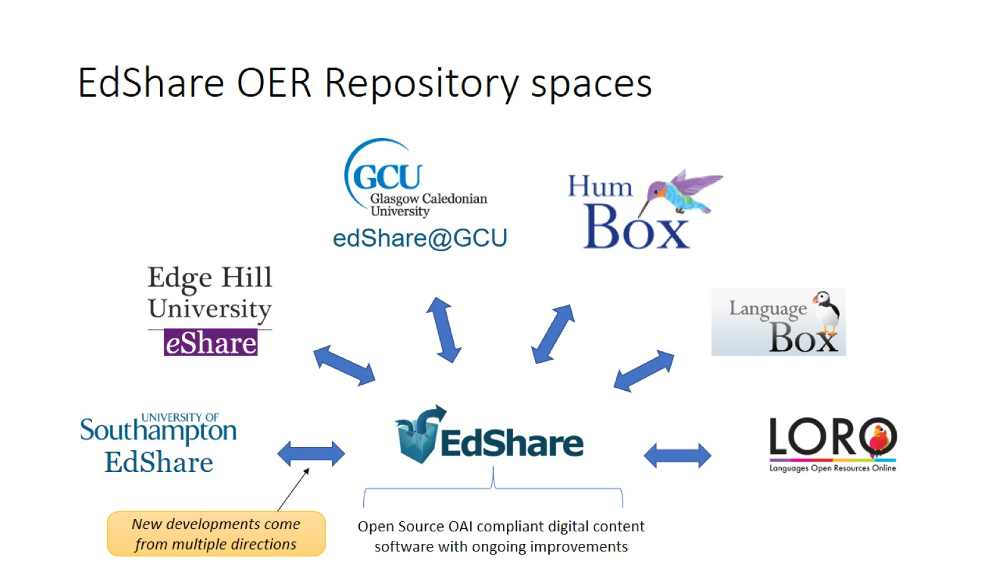 EdShare OER Repository spaces
GCU
Glasgow Caledonian
University
edShare@GCU
Hum
Box
Edge Hill
University
eShare
Language
Box
UNIVERSITY OF
Southampton
EdShare
EdShare
LORO
Languages Open Resources Online
New developments come
from multiple directions
Open Source OAI compliant digital content
software with ongoing improvements